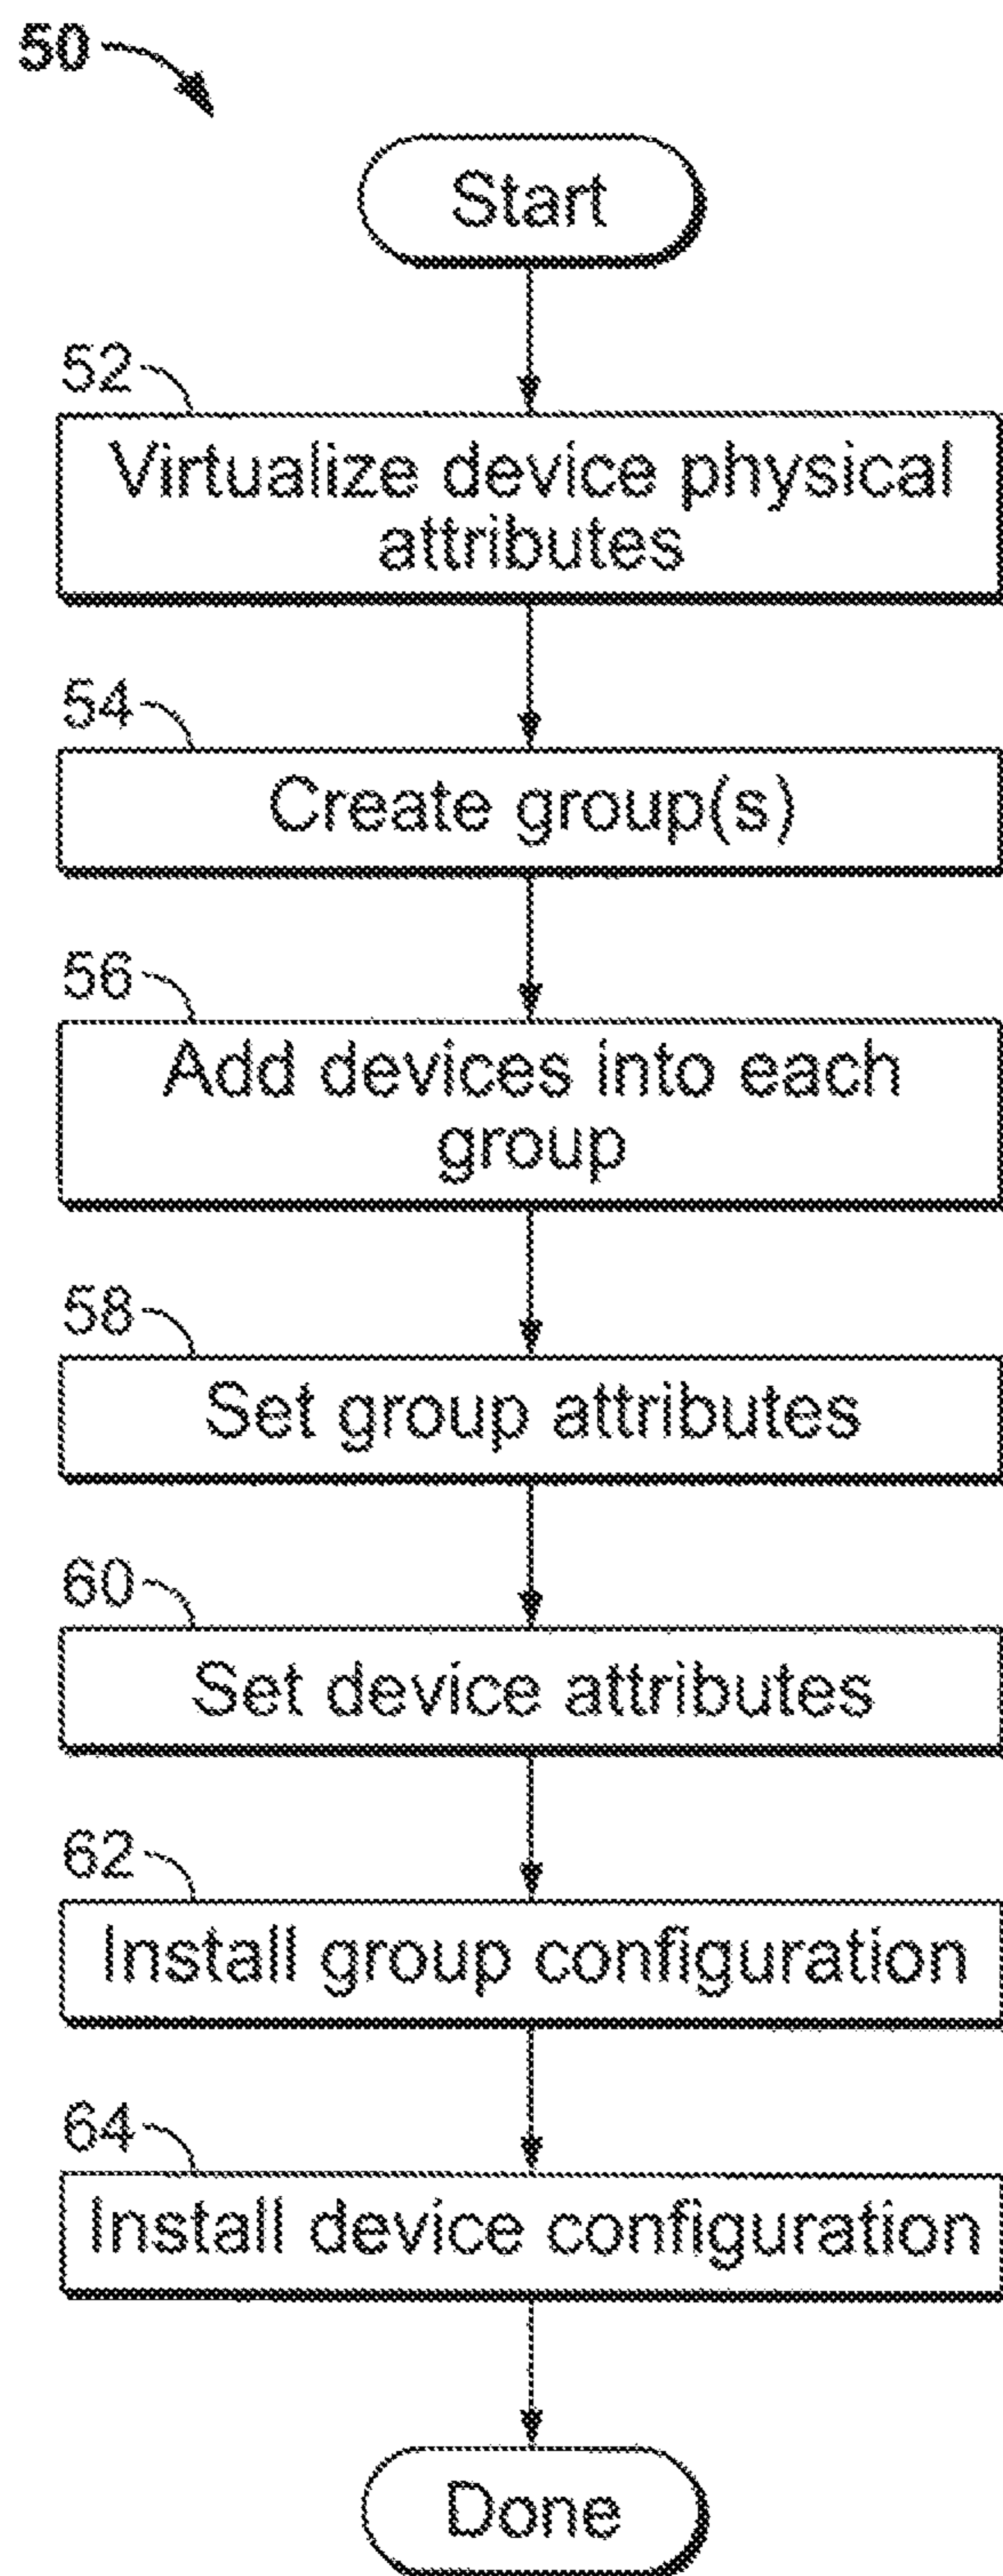 50
Start
52
Virtualize device physical
attributes
54
Create group(s)
56
Add devices into each
group
58
Set group attributes
60
Set device attributes
62
Install group configuration
64
Install device configuration
Done